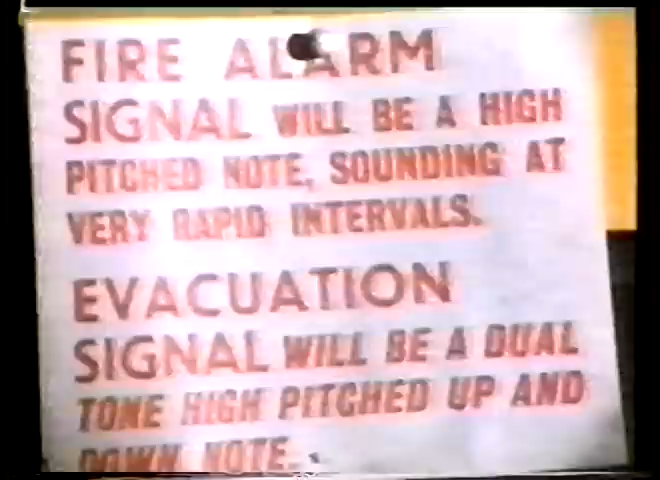 FIRE ALARM
SIGNAL WILL BE A HIGH
PITCHED NOTE, SOUNDING AT
VERY RAPID INTERVALS.
EVACUATION
SIGNAL WILL BE A DUAL
TONE HIGH PITCHED UP AND
DOWN NOTE.